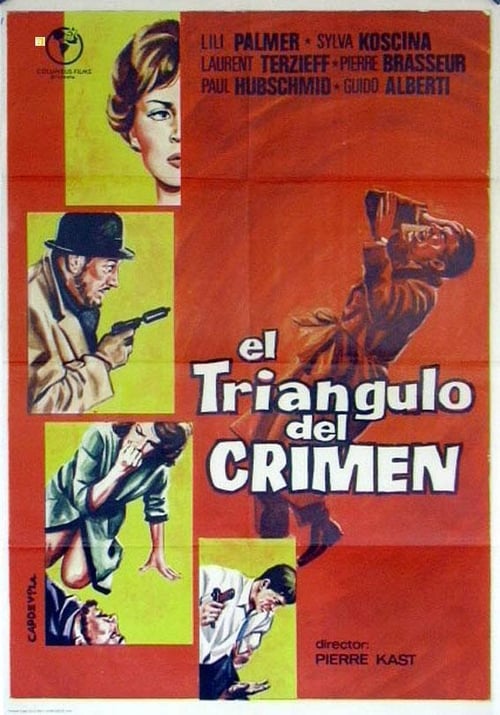 COLUMBUS FILMS
LILI PALMER * SYLVA KOSCINA
LAURENT TERZIEFF * PIERRE BRASSEUR
PAUL HUBSCHMID * GUIDO ALBERTI
el
TRIANGULO
del
CRIMEN
CAPDEVILA.
director:
PIERRE KAST